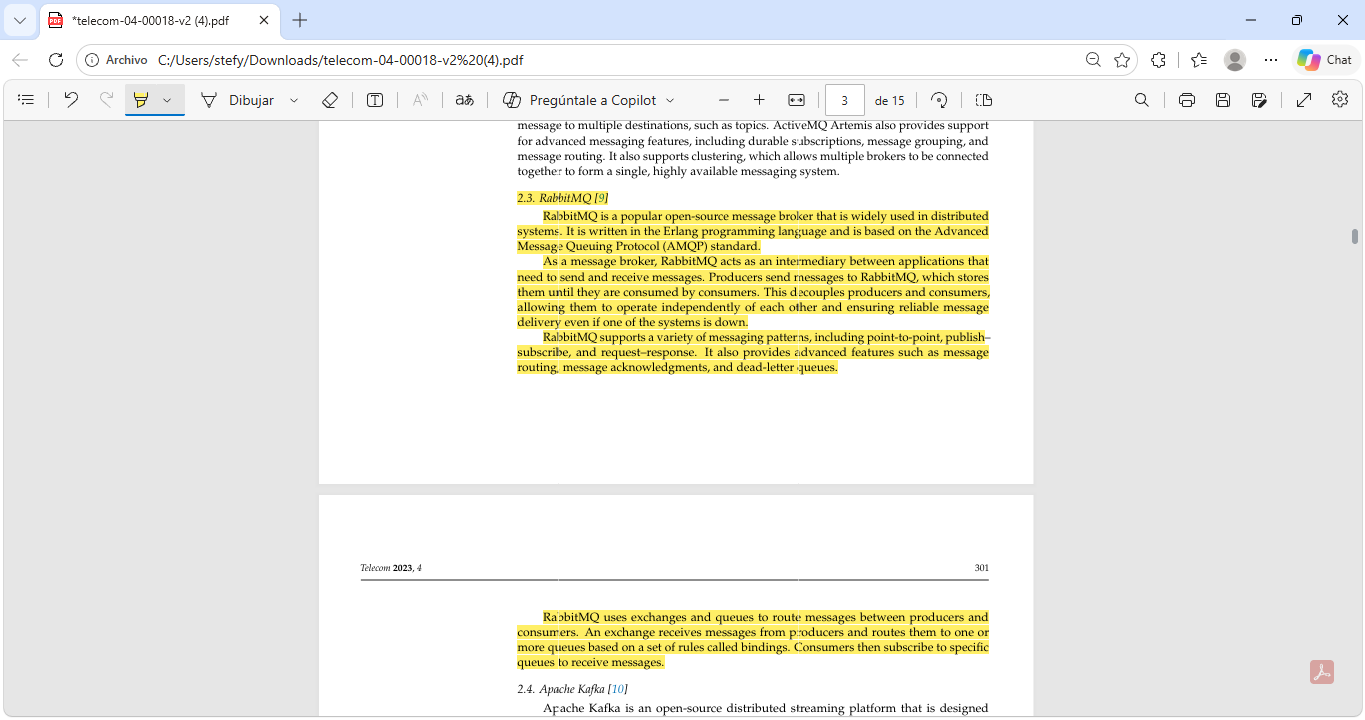 *telecom-04-00018-v2 (4).pdf
Archivo C:/Users/stefy/Downloads/telecom-04-00018-v2%20(4).pdf
Chat
Dibujar
Pregúntale a Copilot
3 de 15
message to multiple destinations, such as topics. ActiveMQ Artemis also provides support
for advanced messaging features, including durable subscriptions, message grouping, and
message routing. It also supports clustering, which allows multiple brokers to be connected
together to form a single, highly available messaging system.
2.3. RabbitMQ [9]
RabbitMQ is a popular open-source message broker that is widely used in distributed
systems. It is written in the Erlang programming language and is based on the Advanced
Message Queuing Protocol (AMQP) standard.
As a message broker, RabbitMQ acts as an intermediary between applications that
need to send and receive messages. Producers send messages to RabbitMQ, which stores
them until they are consumed by consumers. This decouples producers and consumers,
allowing them to operate independently of each other and ensuring reliable message
delivery even if one of the systems is down.
RabbitMQ supports a variety of messaging patterns, including point-to-point, publish–
subscribe, and request–response. It also provides advanced features such as message
routing, message acknowledgments, and dead-letter queues.
Telecom 2023, 4
301
RabbitMQ uses exchanges and queues to route messages between producers and
consumers. An exchange receives messages from producers and routes them to one or
more queues based on a set of rules called bindings. Consumers then subscribe to specific
queues to receive messages.
2.4. Apache Kafka [10]
Apache Kafka is an open-source distributed streaming platform that is designed